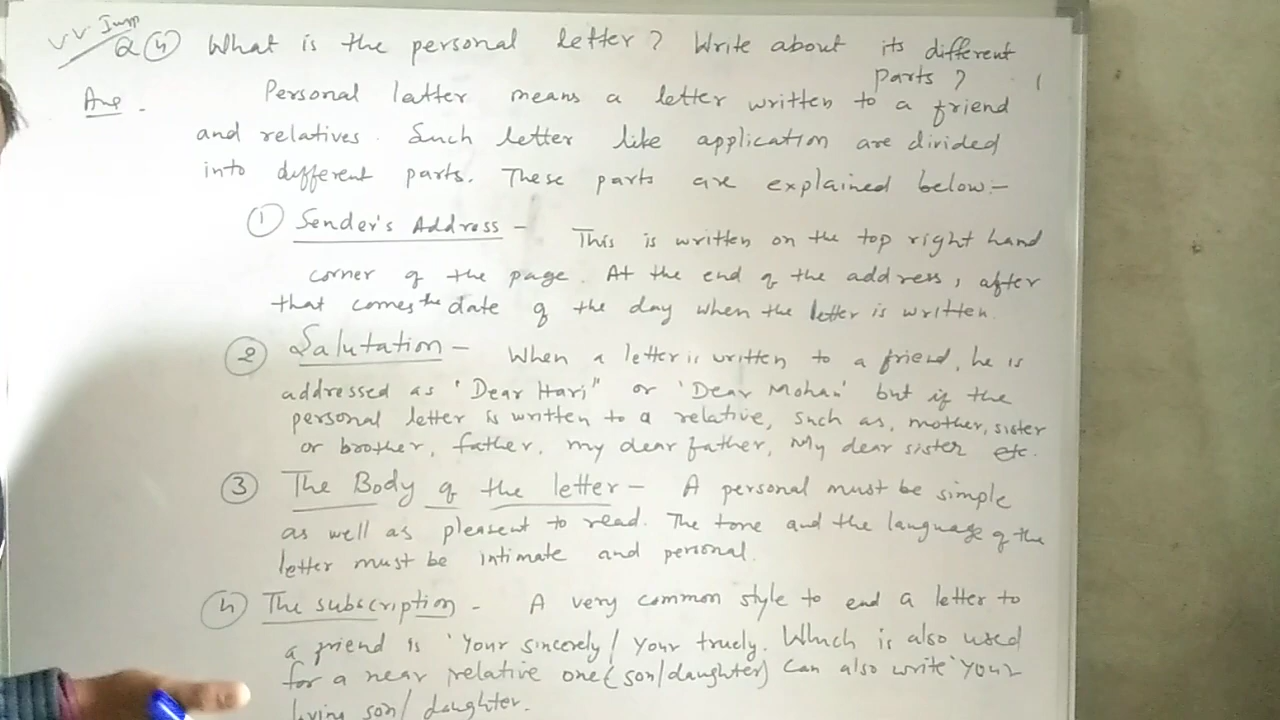 V V Imp
Q (4) What is the personal letter? Write about its different
parts?
Ans. Personal latter means a letter written to a friend
and relatives. Such letter like application are divided
into different parts. These parts are explained below:-
(1) Sender's Address - This is written on the top right hand
corner of the page. At the end of the address, after
that comes the date of the day when the letter is written.
(2) Salutation - When a letter is written to a friend, he is
addressed as 'Dear Hari" or 'Dear Mohan' but if the
personal letter is written to a relative, such as, mother, sister
or brother, father, my dear father, My dear sister etc.
(3) The Body of the letter - A personal must be simple
as well as pleasent to read. The tone and the language of the
letter must be intimate and personal.
(4) The subscription - A very common style to end a letter to
a friend is 'Your sincerely/ Your truely. Which is also used
for a near relative one (son/daughter) can also write 'Your
loving son/ daughter.